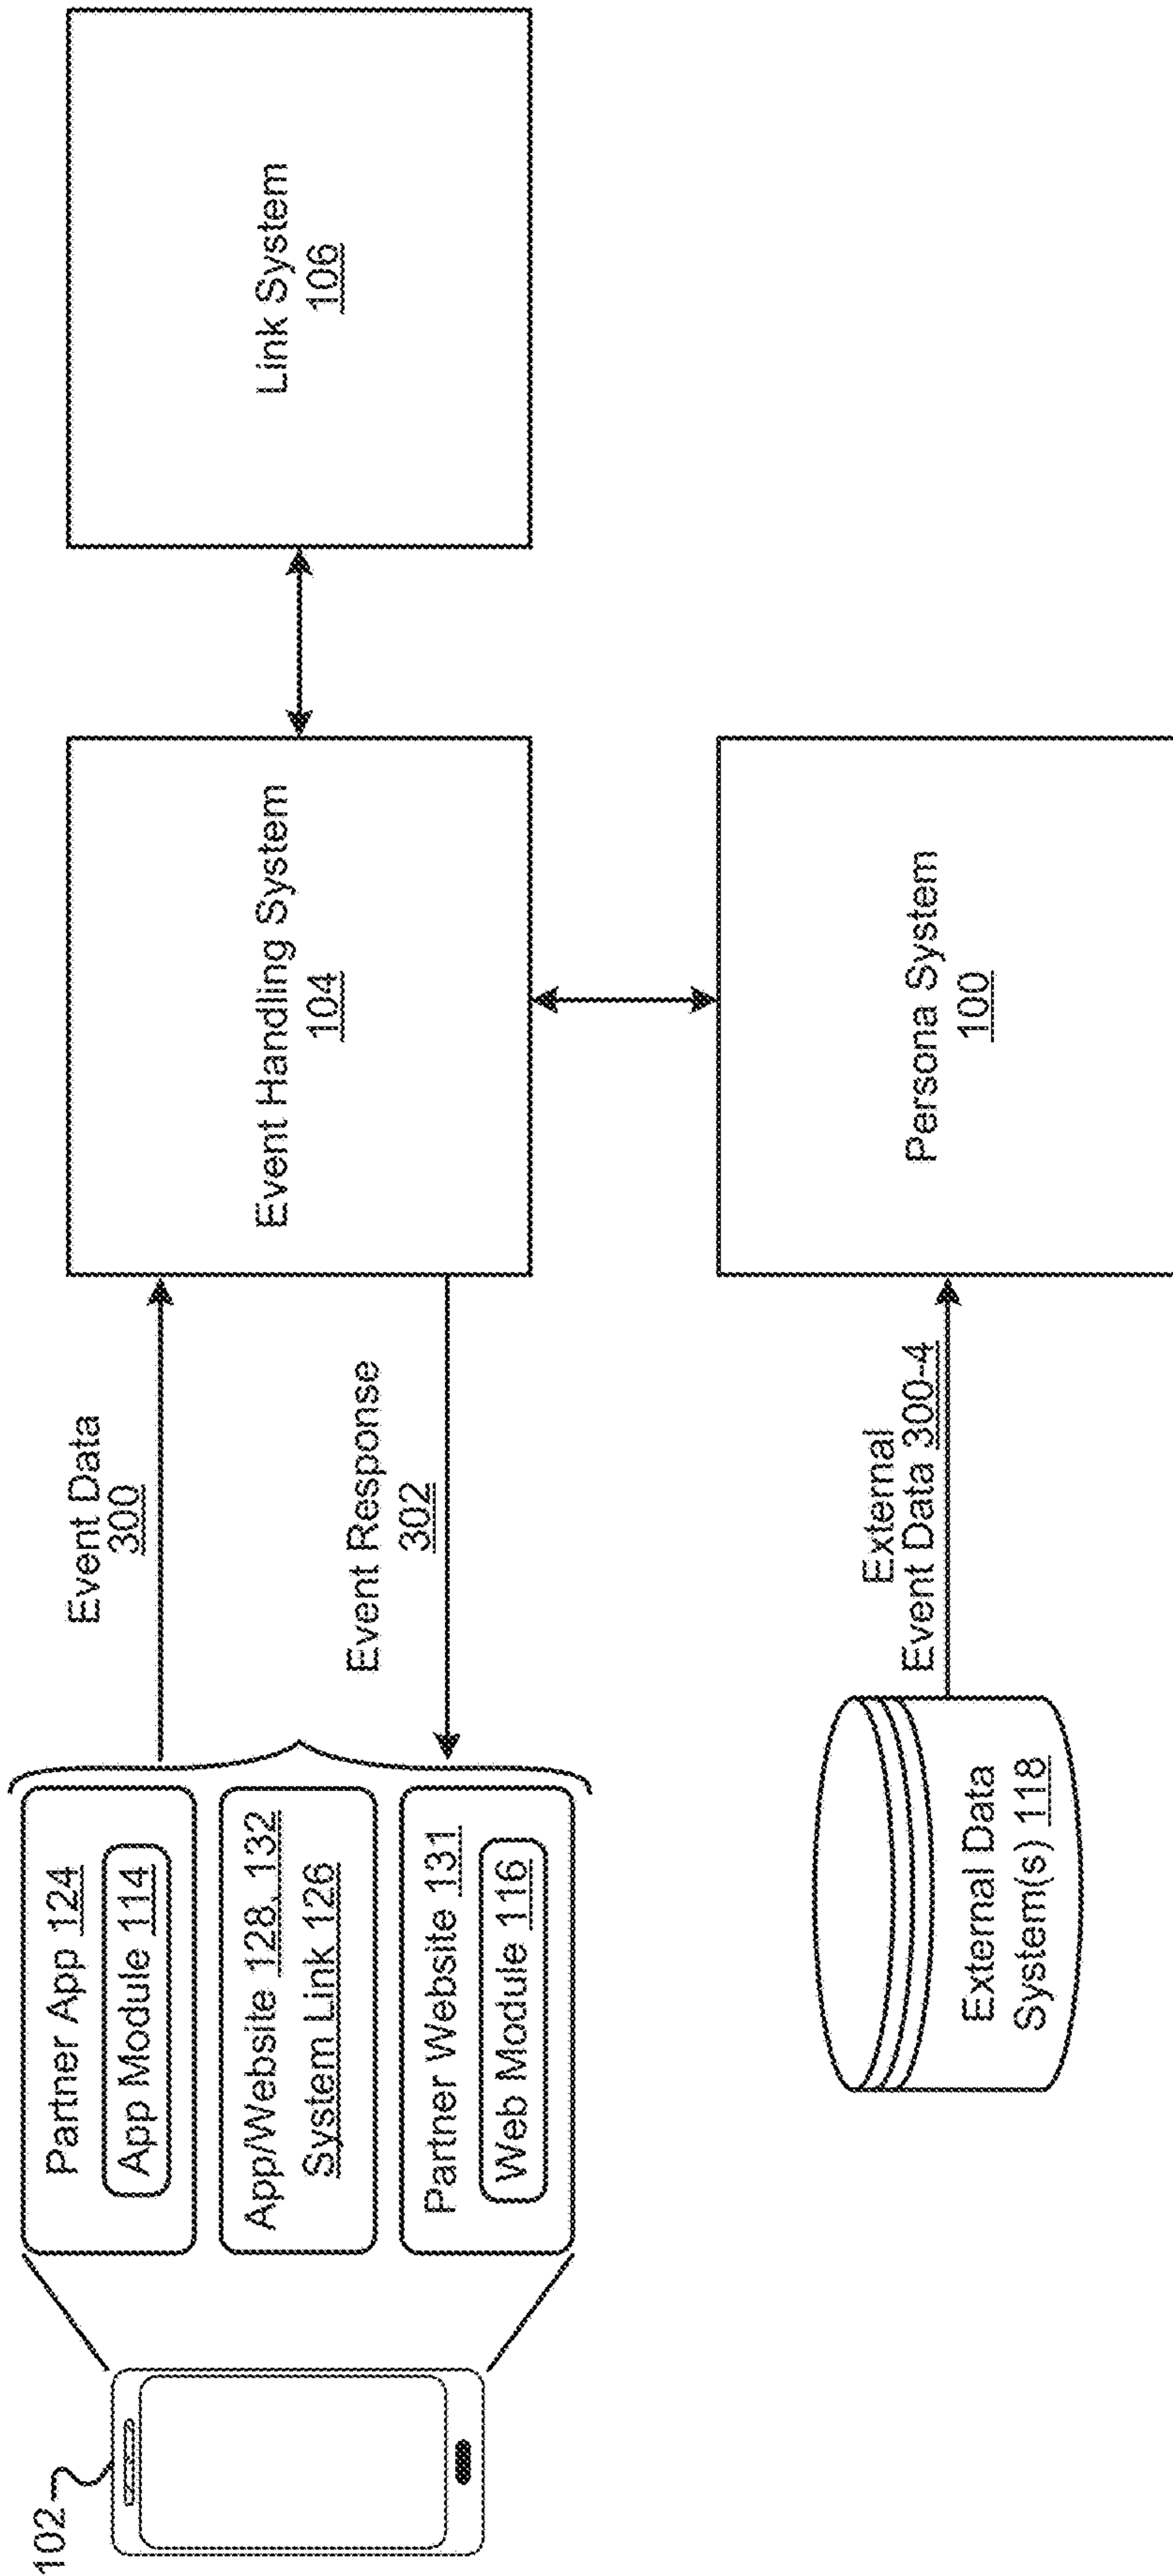 102
Partner App 124
App Module 114
App/Website 128, 132
System Link 126
Partner Website 131
Web Module 116
Event Data
300
Event Response
302
Event Handling System
104
Link System
106
External Data
System(s) 118
External
Event Data 300-4
Persona System
100